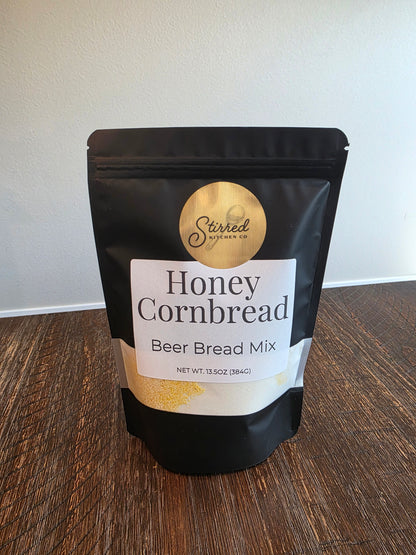 Stirred
KITCHEN CO
Honey
Cornbread
Beer Bread Mix
NET WT. 13.5OZ (384G)